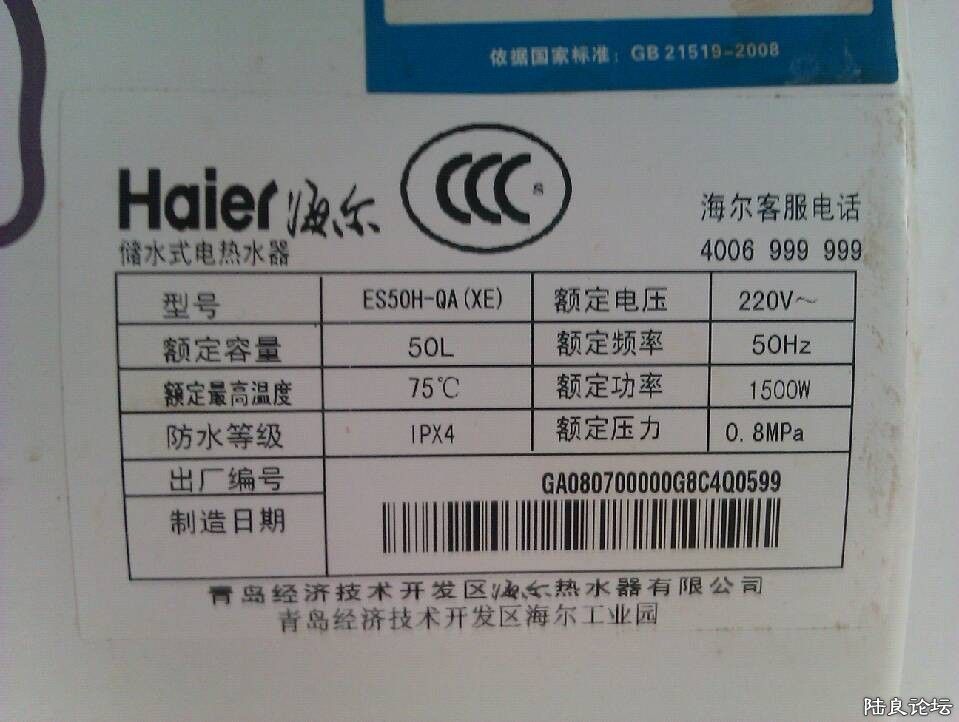 依据国家标准：GB 21519-2008
Haier海尔
CCC S
海尔客服电话
储水式电热水器
4006 999 999
型号 ES50H-QA(XE) 额定电压 220V～
额定容量 50L 额定频率 50Hz
额定最高温度 75℃ 额定功率 1500W
防水等级 IPX4 额定压力 0.8MPa
出厂编号 GA080700000G8C4Q0599
制造日期
青岛经济技术开发区海尔热水器有限公司
青岛经济技术开发区海尔工业园
陆良论坛